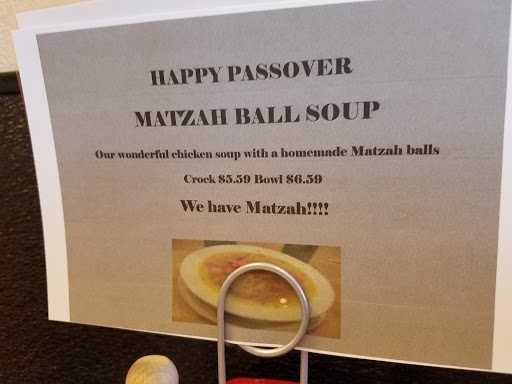 HAPPY PASSOVER
MATZAH BALL SOUP
Our wonderful chicken soup with a homemade Matzah balls
Crock $5.59 Bowl $6.59
We have Matzah!!!!